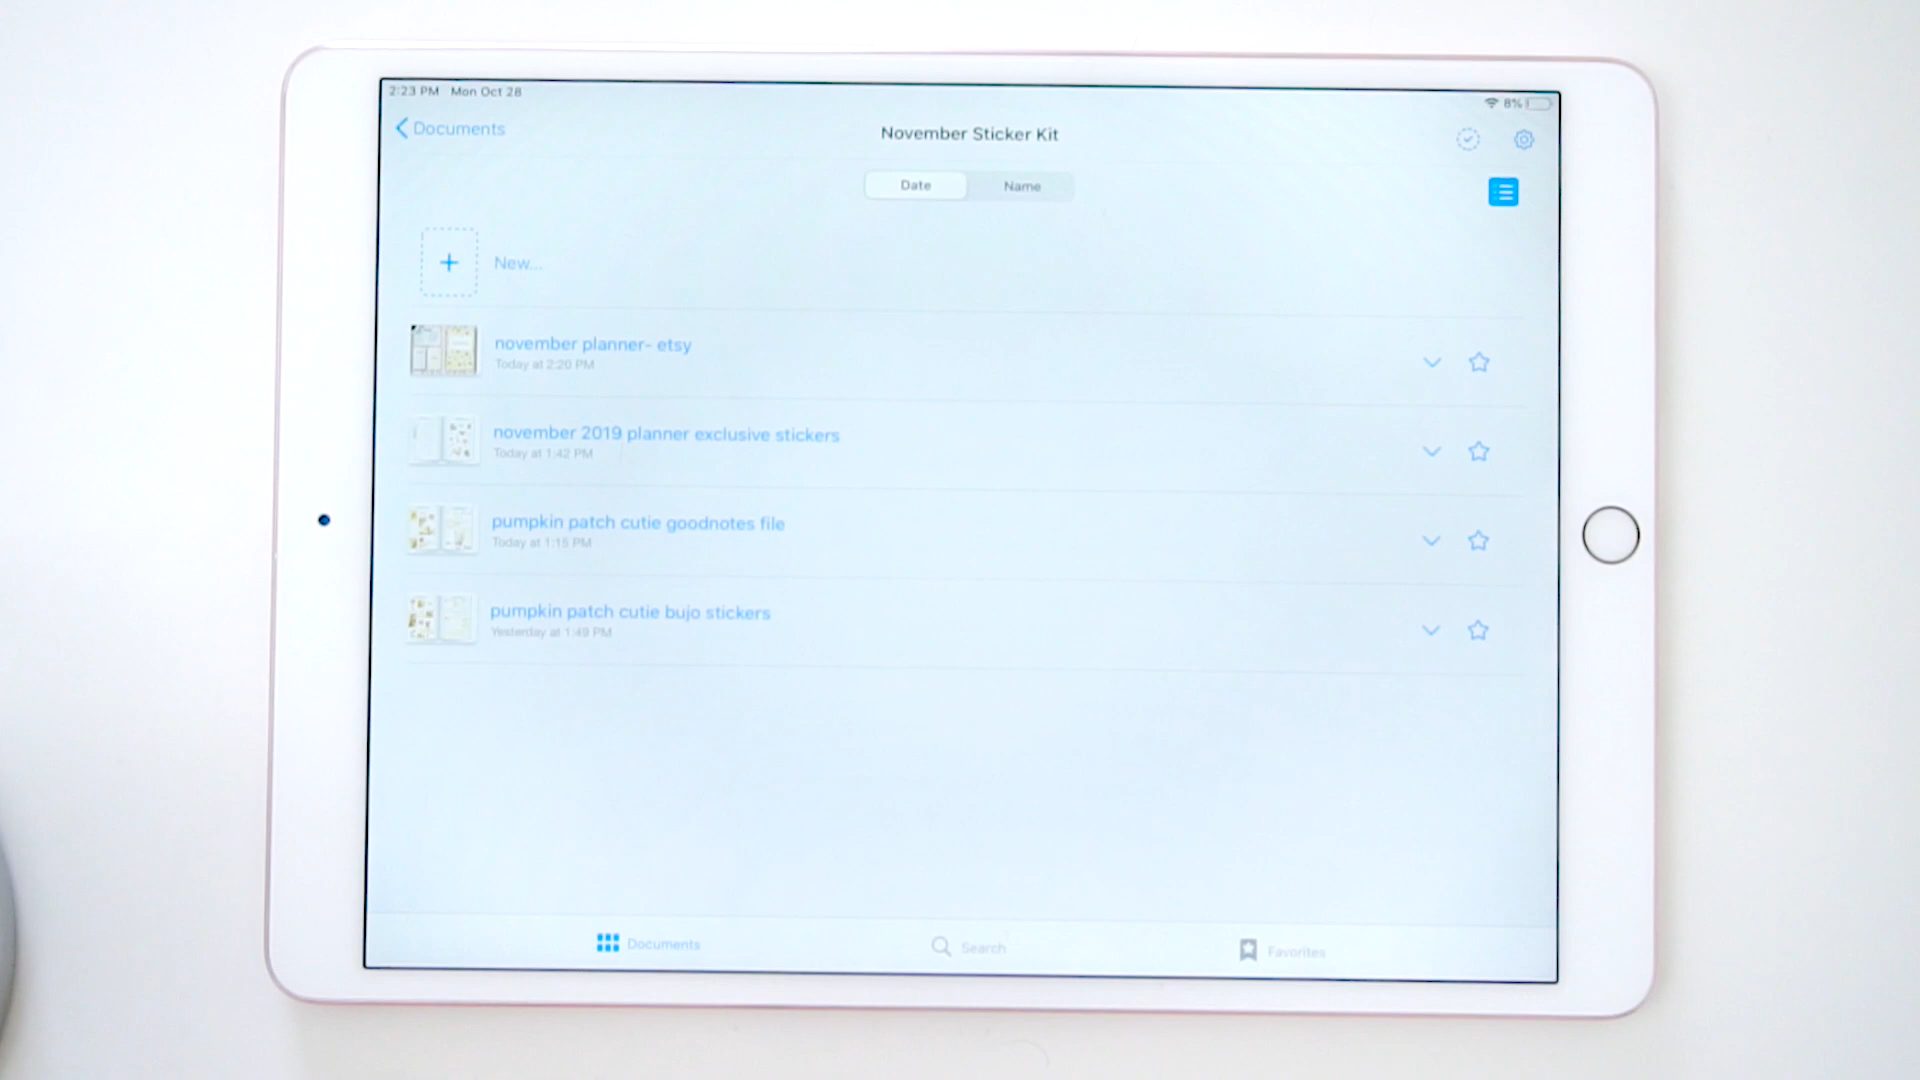 2:23 PM Mon Oct 28
8%
Documents
November Sticker Kit
Date
Name
New...
november planner- etsy
Today at 2:20 PM
november 2019 planner exclusive stickers
Today at 1:42 PM
pumpkin patch cutie goodnotes file
Today at 1:15 PM
pumpkin patch cutie bujo stickers
Yesterday at 1:49 PM
Documents
Search
Favorites